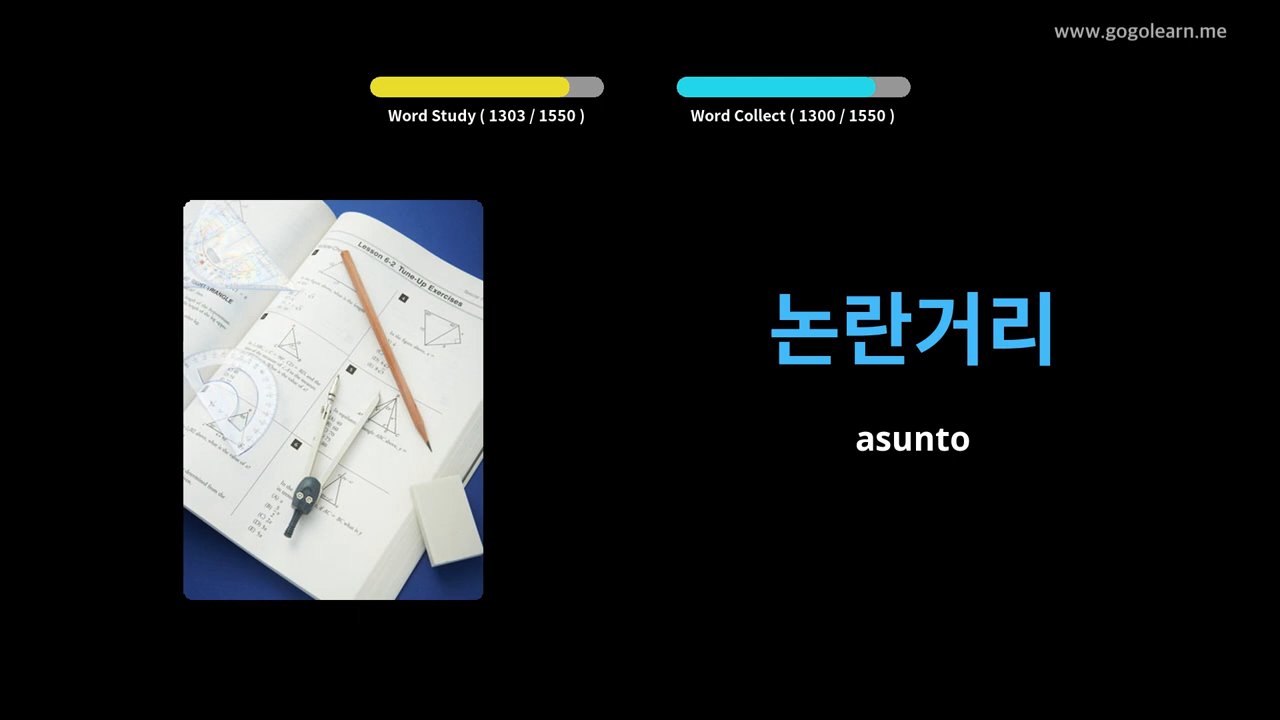 www.gogolearn.me
Word Study ( 1303 / 1550 )
Word Collect ( 1300 / 1550 )
Lesson 6-2 Tune-Up Exercises
논란거리
asunto